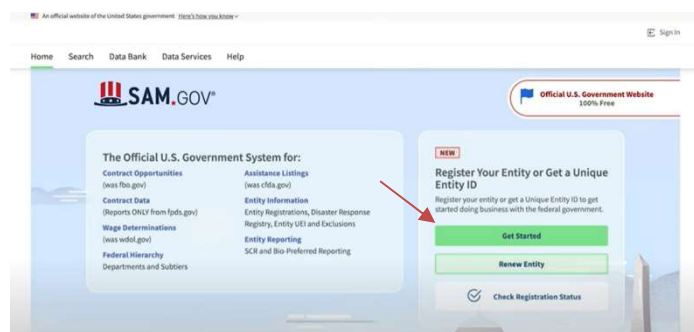 An official website of the United States government Here's how you know
Sign In
Home Search Data Bank Data Services Help
SAM.GOV®
Official U.S. Government Website
100% Free
The Official U.S. Government System for:
Contract Opportunities
(was fbo.gov)
Contract Data
(Reports ONLY from fpds.gov)
Wage Determinations
(was wdol.gov)
Federal Hierarchy
Departments and Subtiers
Assistance Listings
(was cfda.gov)
Entity Information
Entity Registrations, Disaster Response
Registry, Entity UEI and Exclusions
Entity Reporting
SCR and Bio-Preferred Reporting
NEW
Register Your Entity or Get a Unique
Entity ID
Register your entity or get a Unique Entity ID to get
started doing business with the federal government.
Get Started
Renew Entity
Check Registration Status